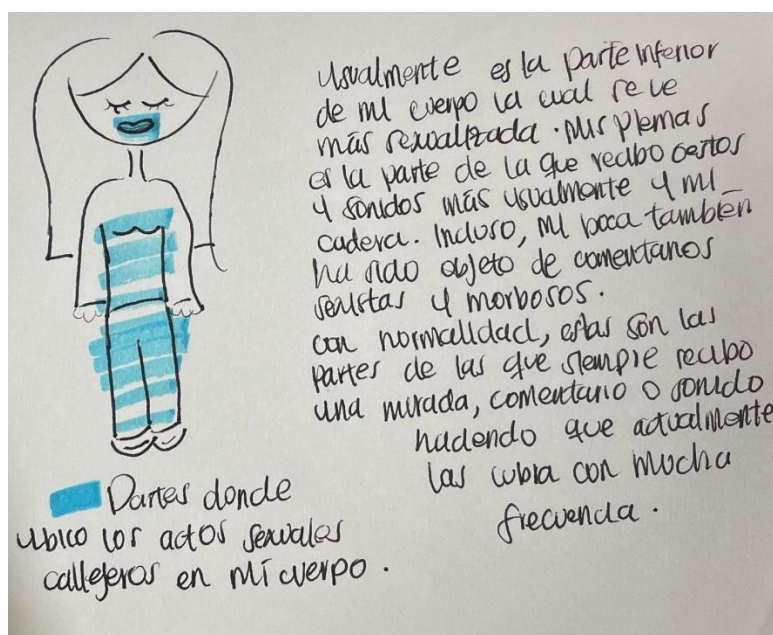 Usualmente es la parte inferior
de mi cuerpo la cual se ve
más sexualizada. Mis piernas
es la parte de la que recibo gestos
y sonidos más usualmente y mi
cadera. Incluso, mi boca también
ha sido objeto de comentarios
sexistas y morbosos.
con normalidad, estas son las
partes de las que siempre recibo
una mirada, comentario o sonido
haciendo que actualmente
las cubra con mucha
frecuencia.
Partes donde
ubico los actos sexuales
callejeros en mi cuerpo.